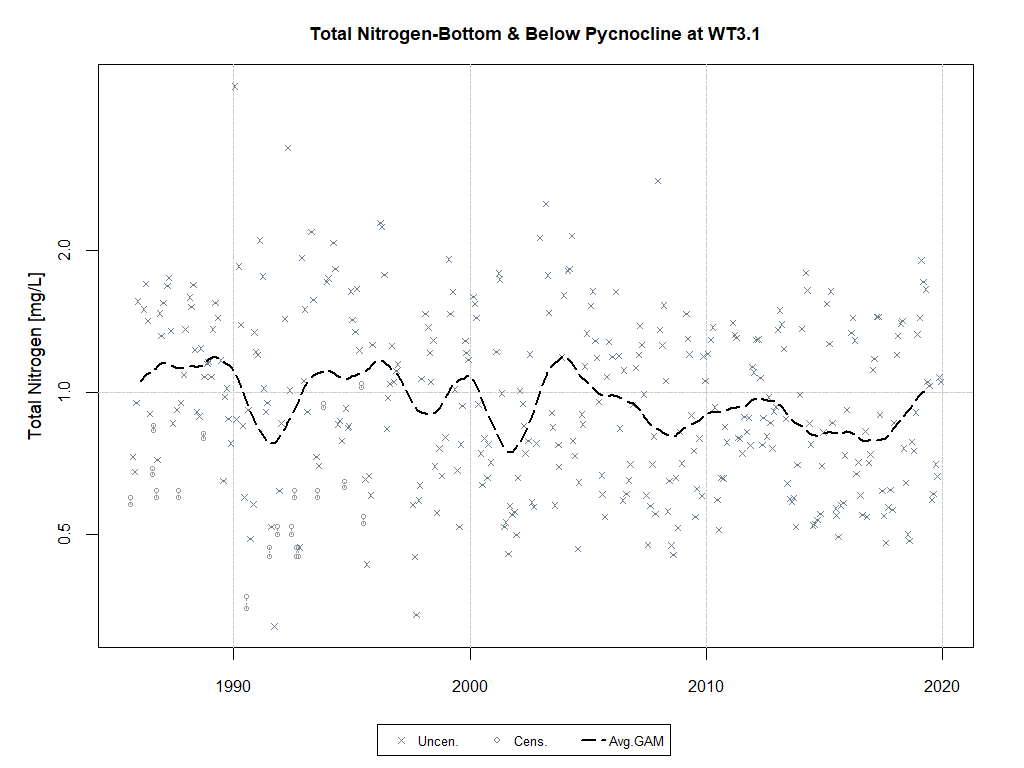 Total Nitrogen-Bottom & Below Pycnocline at WT3.1
Total Nitrogen [mg/L]
2.0
1.0
0.5
1990 2000 2010 2020
Uncen. Cens. Avg.GAM